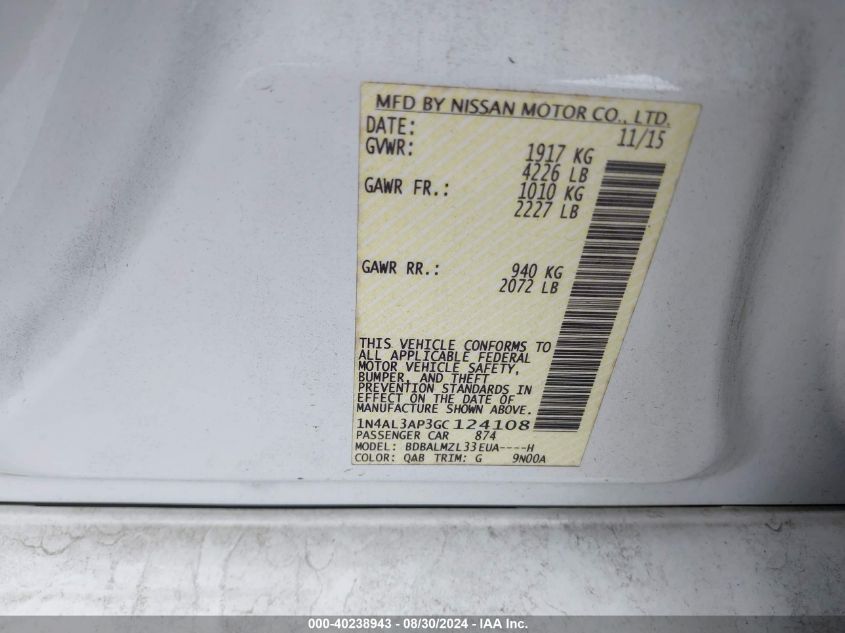 MFD BY NISSAN MOTOR CO., LTD.
DATE: 11/15
GVWR: 1917 KG
4226 LB
GAWR FR.: 1010 KG
2227 LB
GAWR RR.: 940 KG
2072 LB
THIS VEHICLE CONFORMS TO
ALL APPLICABLE FEDERAL
MOTOR VEHICLE SAFETY,
BUMPER, AND THEFT
PREVENTION STANDARDS IN
EFFECT ON THE DATE OF
MANUFACTURE SHOWN ABOVE.
1N4AL3AP3GC124108
PASSENGER CAR 874
MODEL: BDBALMZL33EUA----H
COLOR: QAB TRIM: G 9N00A
000-40238943 - 08/30/2024 - IAA Inc.